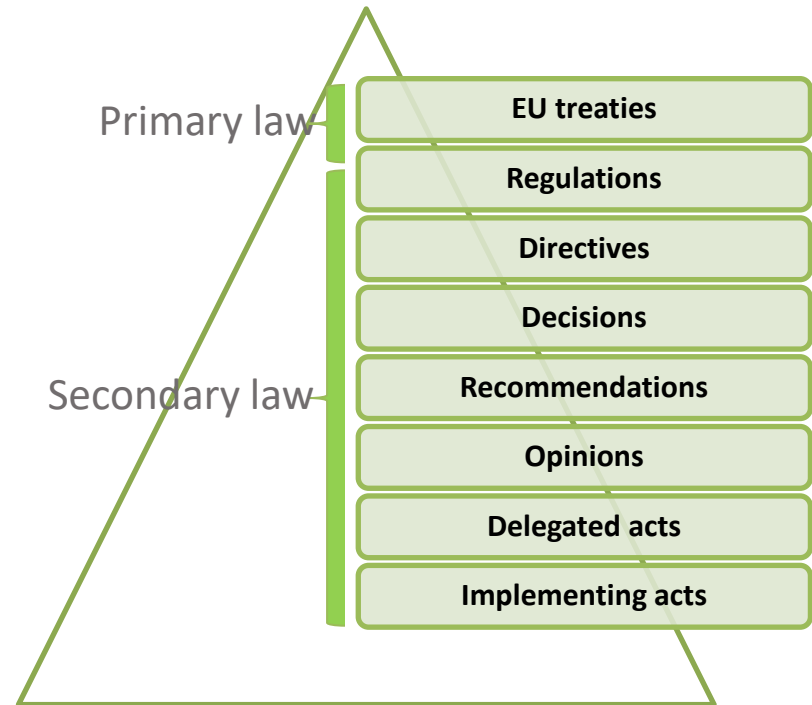 Primary law
EU treaties
Secondary law
Regulations
Directives
Decisions
Recommendations
Opinions
Delegated acts
Implementing acts